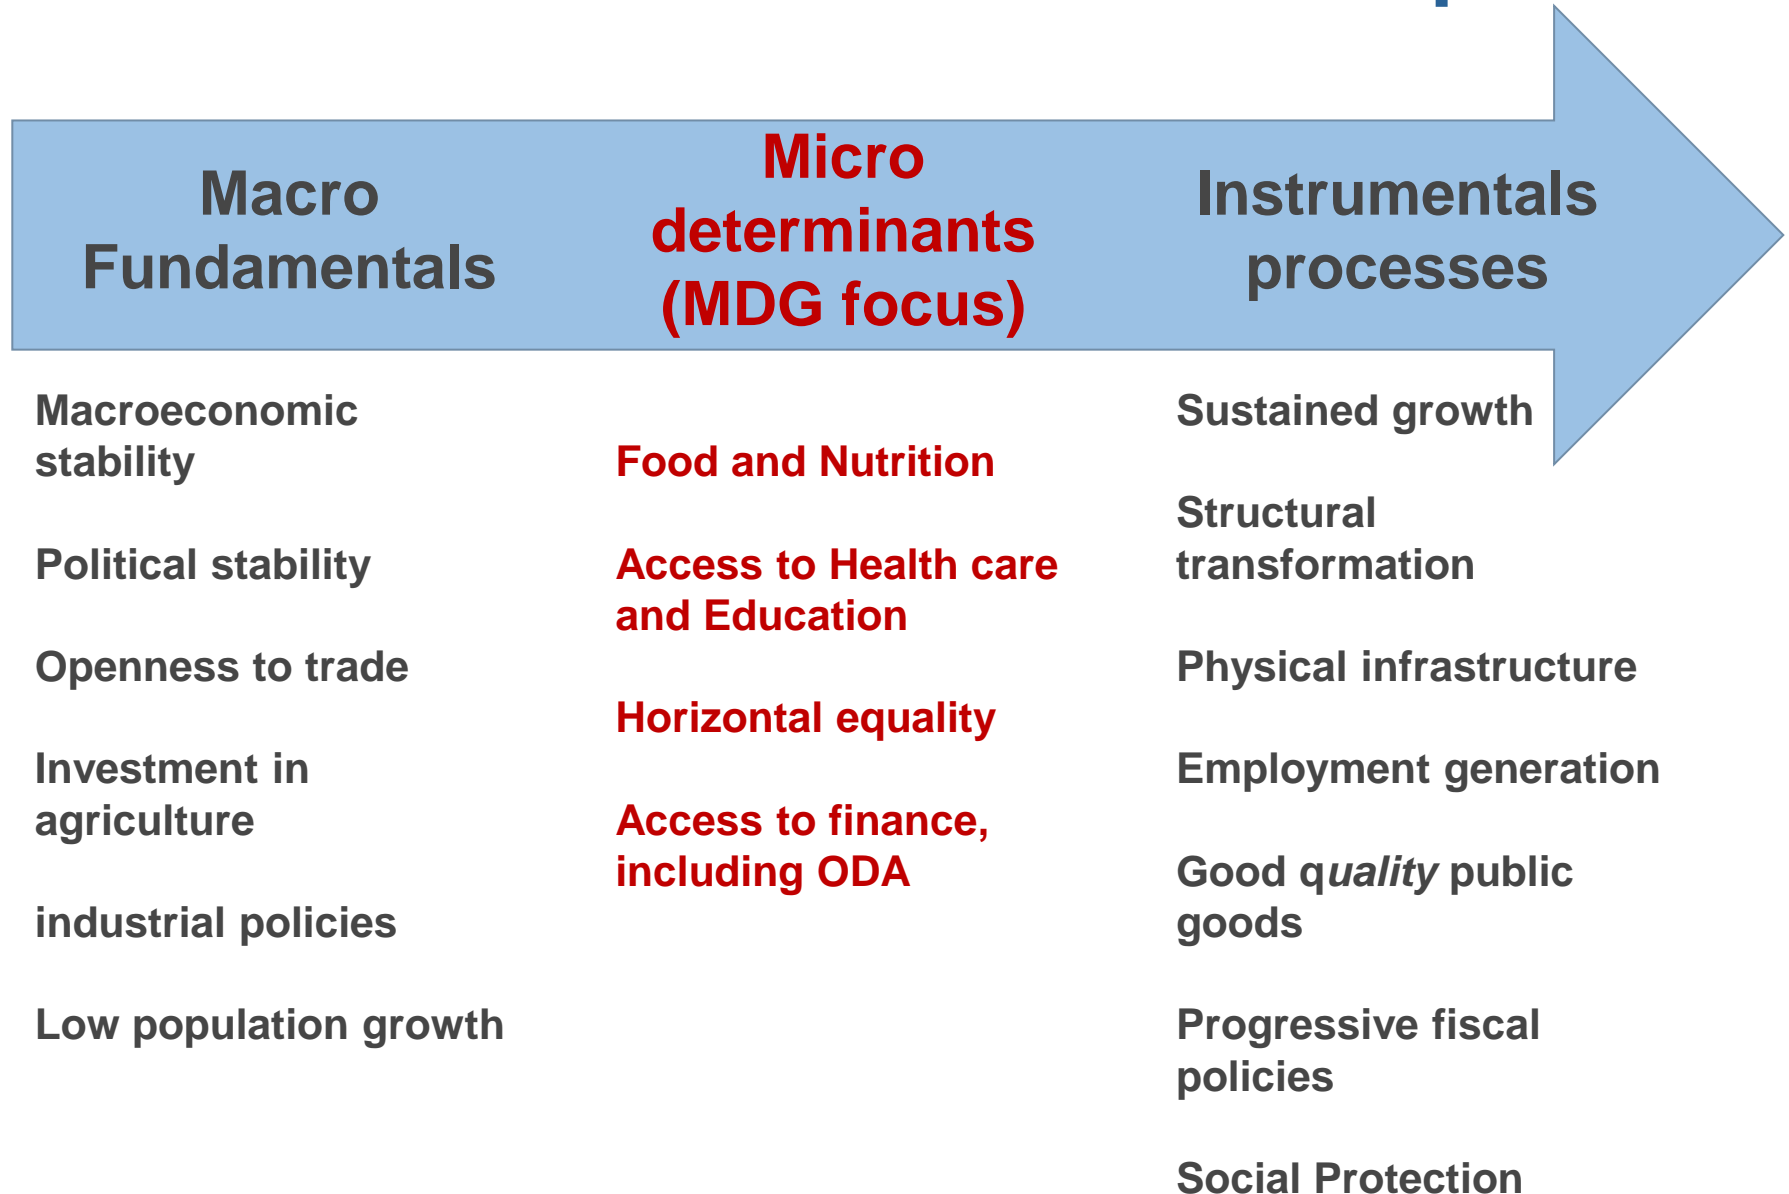 Macro
Fundamentals
Micro
determinants
(MDG focus)
Instrumentals
processes
Macroeconomic
stability
Political stability
Openness to trade
Investment in
agriculture
industrial policies
Low population growth
Food and Nutrition
Access to Health care
and Education
Horizontal equality
Access to finance,
including ODA
Sustained growth
Structural
transformation
Physical infrastructure
Employment generation
Good quality public
goods
Progressive fiscal
policies
Social Protection